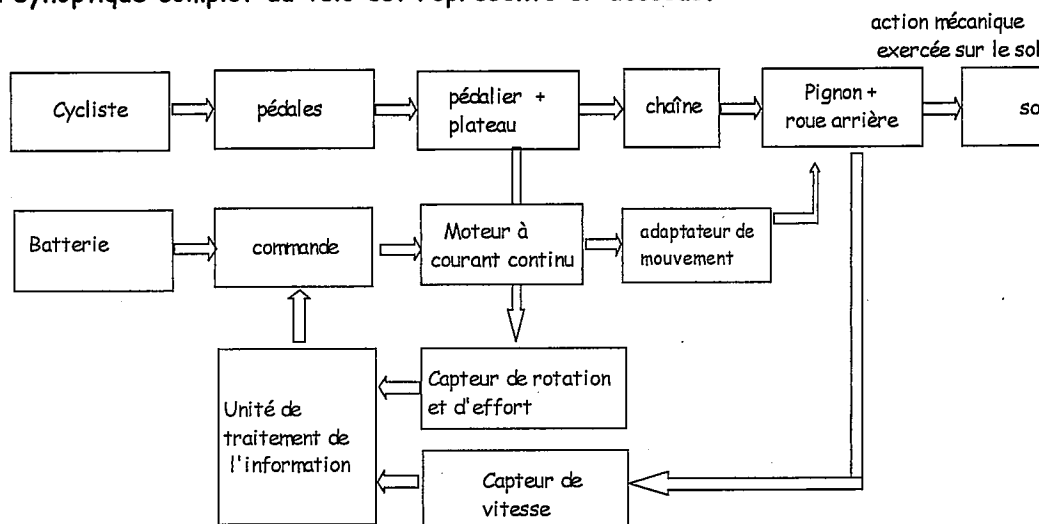 action mécanique
exercée sur le sol
Cycliste
pédales
pédalier +
plateau
chaîne
Pignon +
roue arrière
Batterie
commande
Moteur à
courant continu
adaptateur de
mouvement
Capteur de rotation
et d'effort
Unité de
traitement de
l'information
Capteur de
vitesse